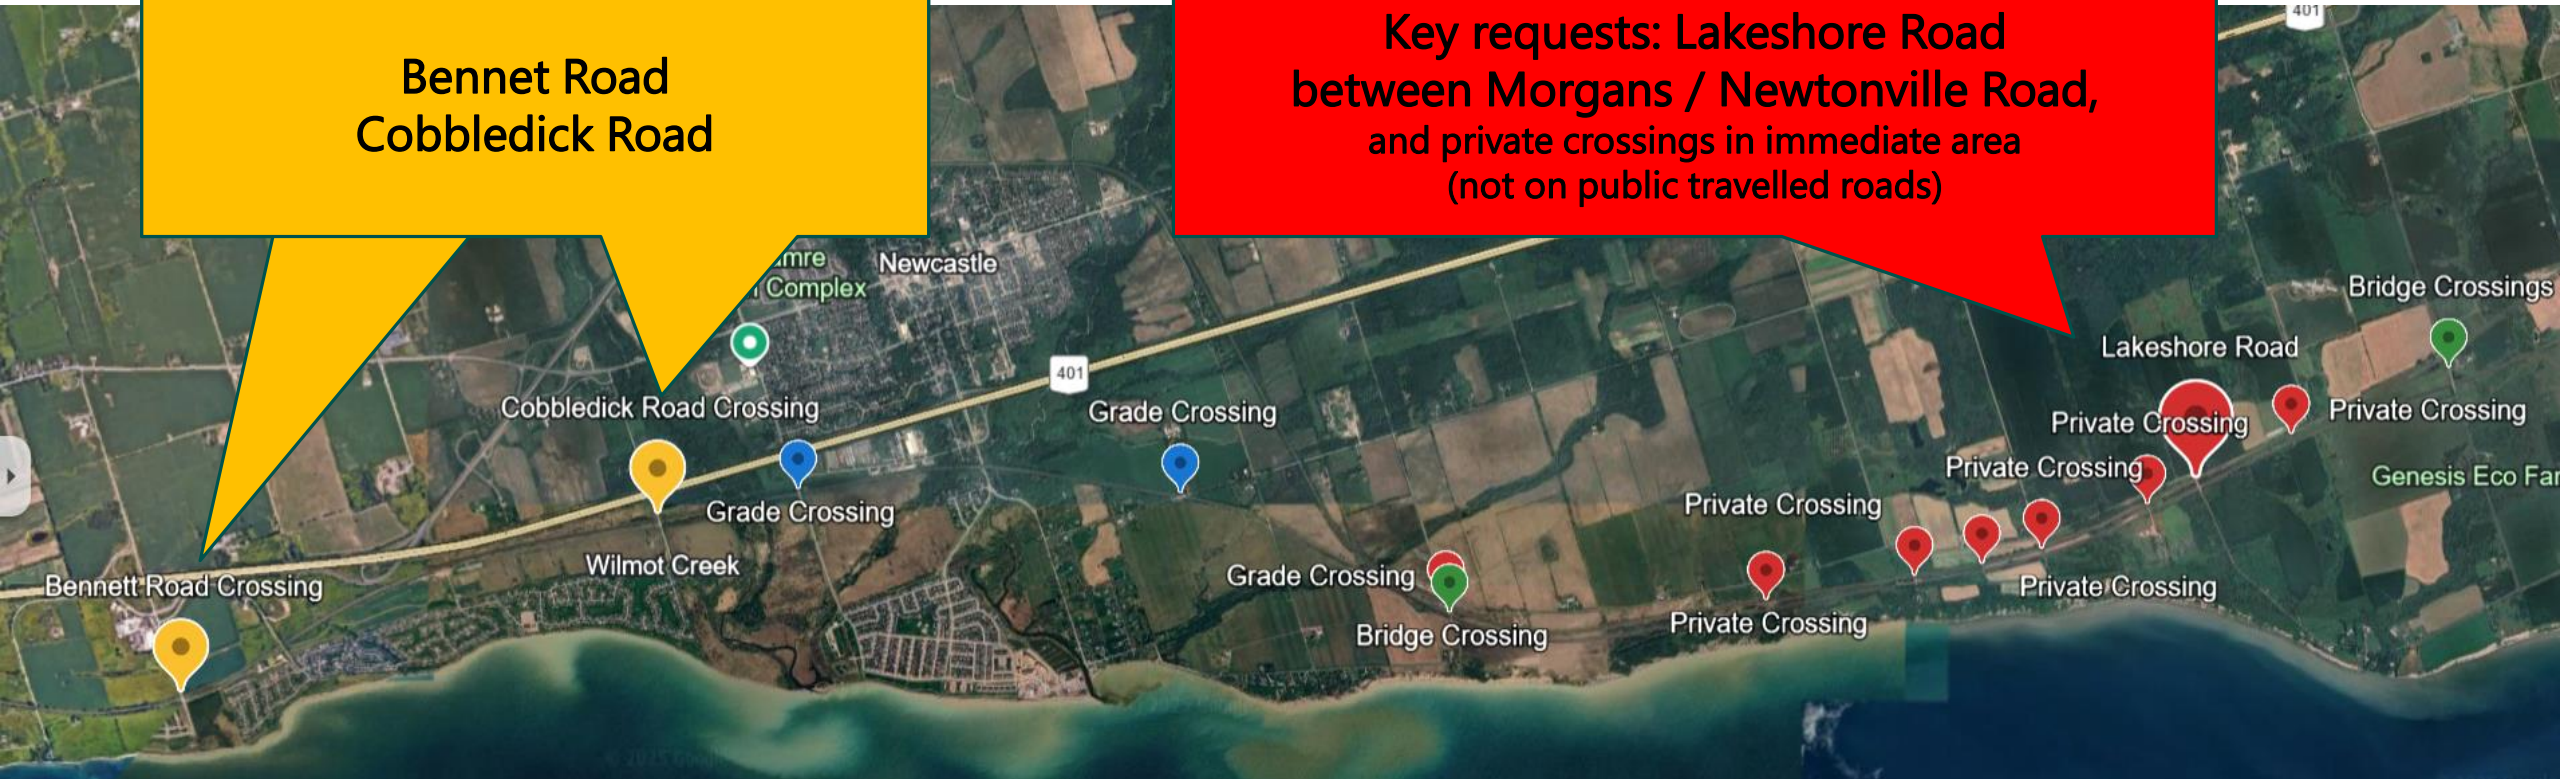 Bennet Road
Cobbledick Road
Key requests: Lakeshore Road
between Morgans / Newtonville Road,
and private crossings in immediate area
(not on public travelled roads)
401
Newcastle
Complex
Bridge Crossings
Lakeshore Road
401
Cobbledick Road Crossing
Grade Crossing
Private Crossing
Private Crossing
Private Crossing
Genesis Eco Far
Private Crossing
Grade Crossing
Wilmot Creek
Bennett Road Crossing
Grade Crossing
Private Crossing
Private Crossing
Bridge Crossing